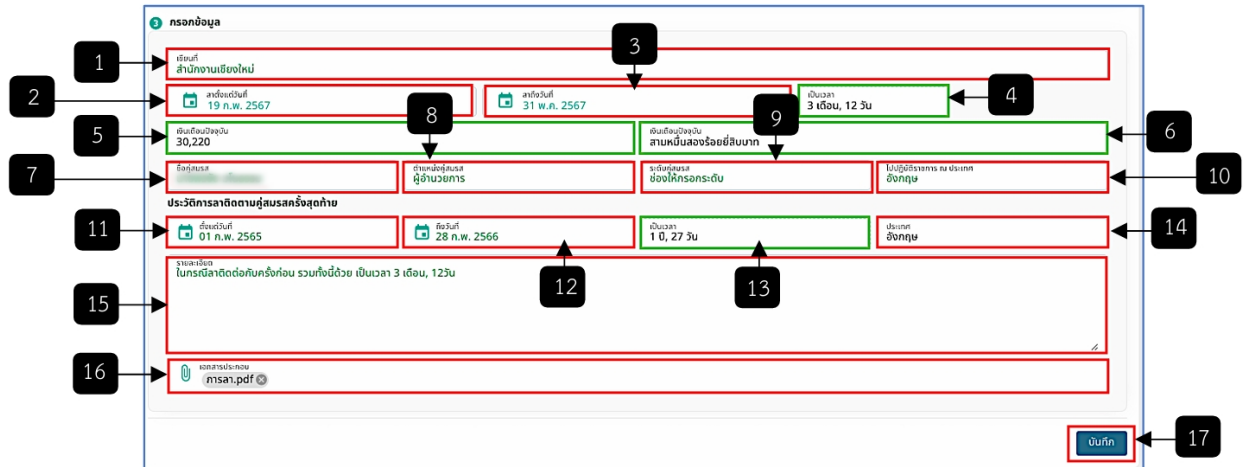 3 กรอกข้อมูล
3
1
เขียนที่
สำนักงานเชียงใหม่
2
ลาตั้งแต่วันที่
19 ก.พ. 2567
ลาถึงวันที่
31 พ.ค. 2567
เป็นเวลา
3 เดือน, 12 วัน
4
8
9
5
เงินเดือนปัจจุบัน
30,220
เงินเดือนปัจจุบัน
สามหมื่นสองร้อยยี่สิบบาท
6
7
ชื่อคู่สมรส
ตำแหน่งคู่สมรส
ผู้อำนวยการ
ระดับคู่สมรส
ช่องให้กรอกระดับ
ไปปฏิบัติราชการ ณ ประเทศ
อังกฤษ
10
ประวัติการลาติดตามคู่สมรสครั้งสุดท้าย
11
ตั้งแต่วันที่
01 ก.พ. 2565
ถึงวันที่
28 ก.พ. 2566
เป็นเวลา
1 ปี, 27 วัน
ประเทศ
อังกฤษ
14
12
13
15
รายละเอียด
ในกรณีลาติดต่อกับครั้งก่อน รวมทั้งนี้ด้วย เป็นเวลา 3 เดือน, 12วัน
16
เอกสารประกอบ
การลา.pdf
บันทึก
17